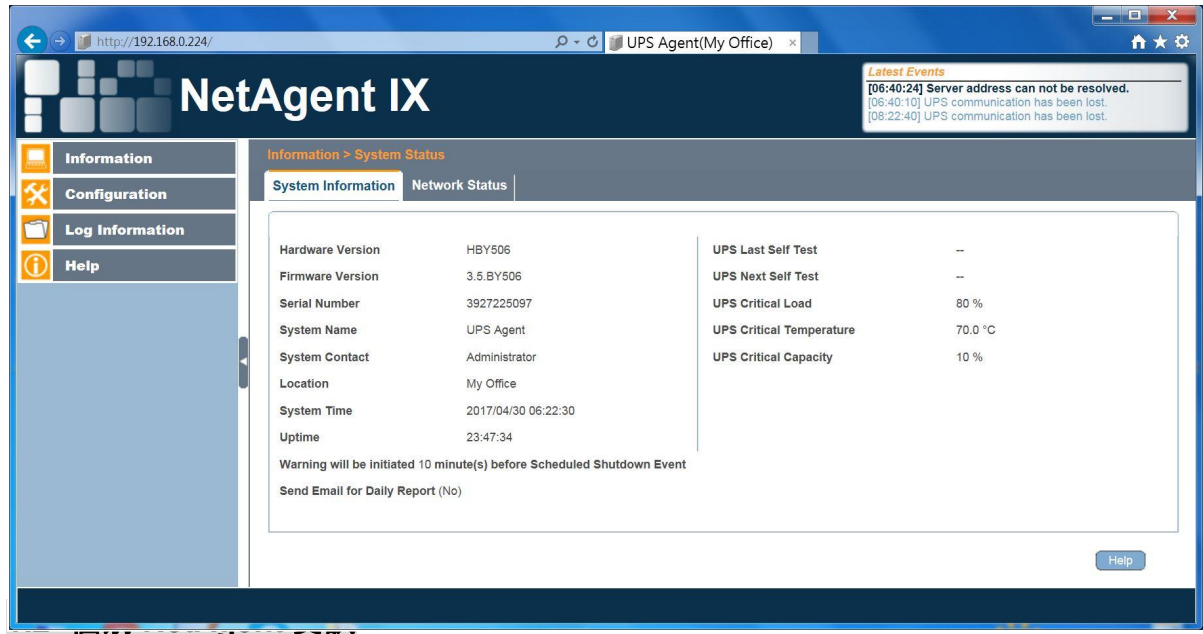 http://192.168.0.224/
UPS Agent(My Office)
NetAgent IX
Latest Events
[06:40:24] Server address can not be resolved.
[06:40:10] UPS communication has been lost.
[08:22:40] UPS communication has been lost.
Information
Configuration
Log Information
Help
Information > System Status
System Information Network Status
Hardware Version HBY506
Firmware Version 3.5.BY506
Serial Number 3927225097
System Name UPS Agent
System Contact Administrator
Location My Office
System Time 2017/04/30 06:22:30
Uptime 23:47:34
Warning will be initiated 10 minute(s) before Scheduled Shutdown Event
Send Email for Daily Report (No)
UPS Last Self Test --
UPS Next Self Test --
UPS Critical Load 80 %
UPS Critical Temperature 70.0 °C
UPS Critical Capacity 10 %
Help